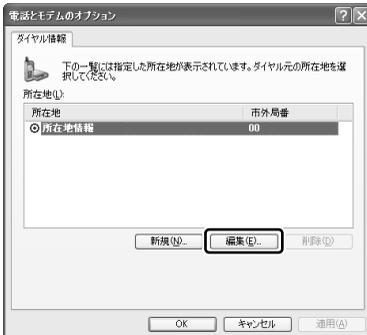 電話とモデムのオプション
ダイヤル情報
下の一覧には指定した所在地が表示されています。ダイヤル元の所在地を選
択してください。
所在地(L):
所在地 市外局番
所在地情報 00
新規(N)... 編集(E)... 削除(D)
OK キャンセル 適用(A)